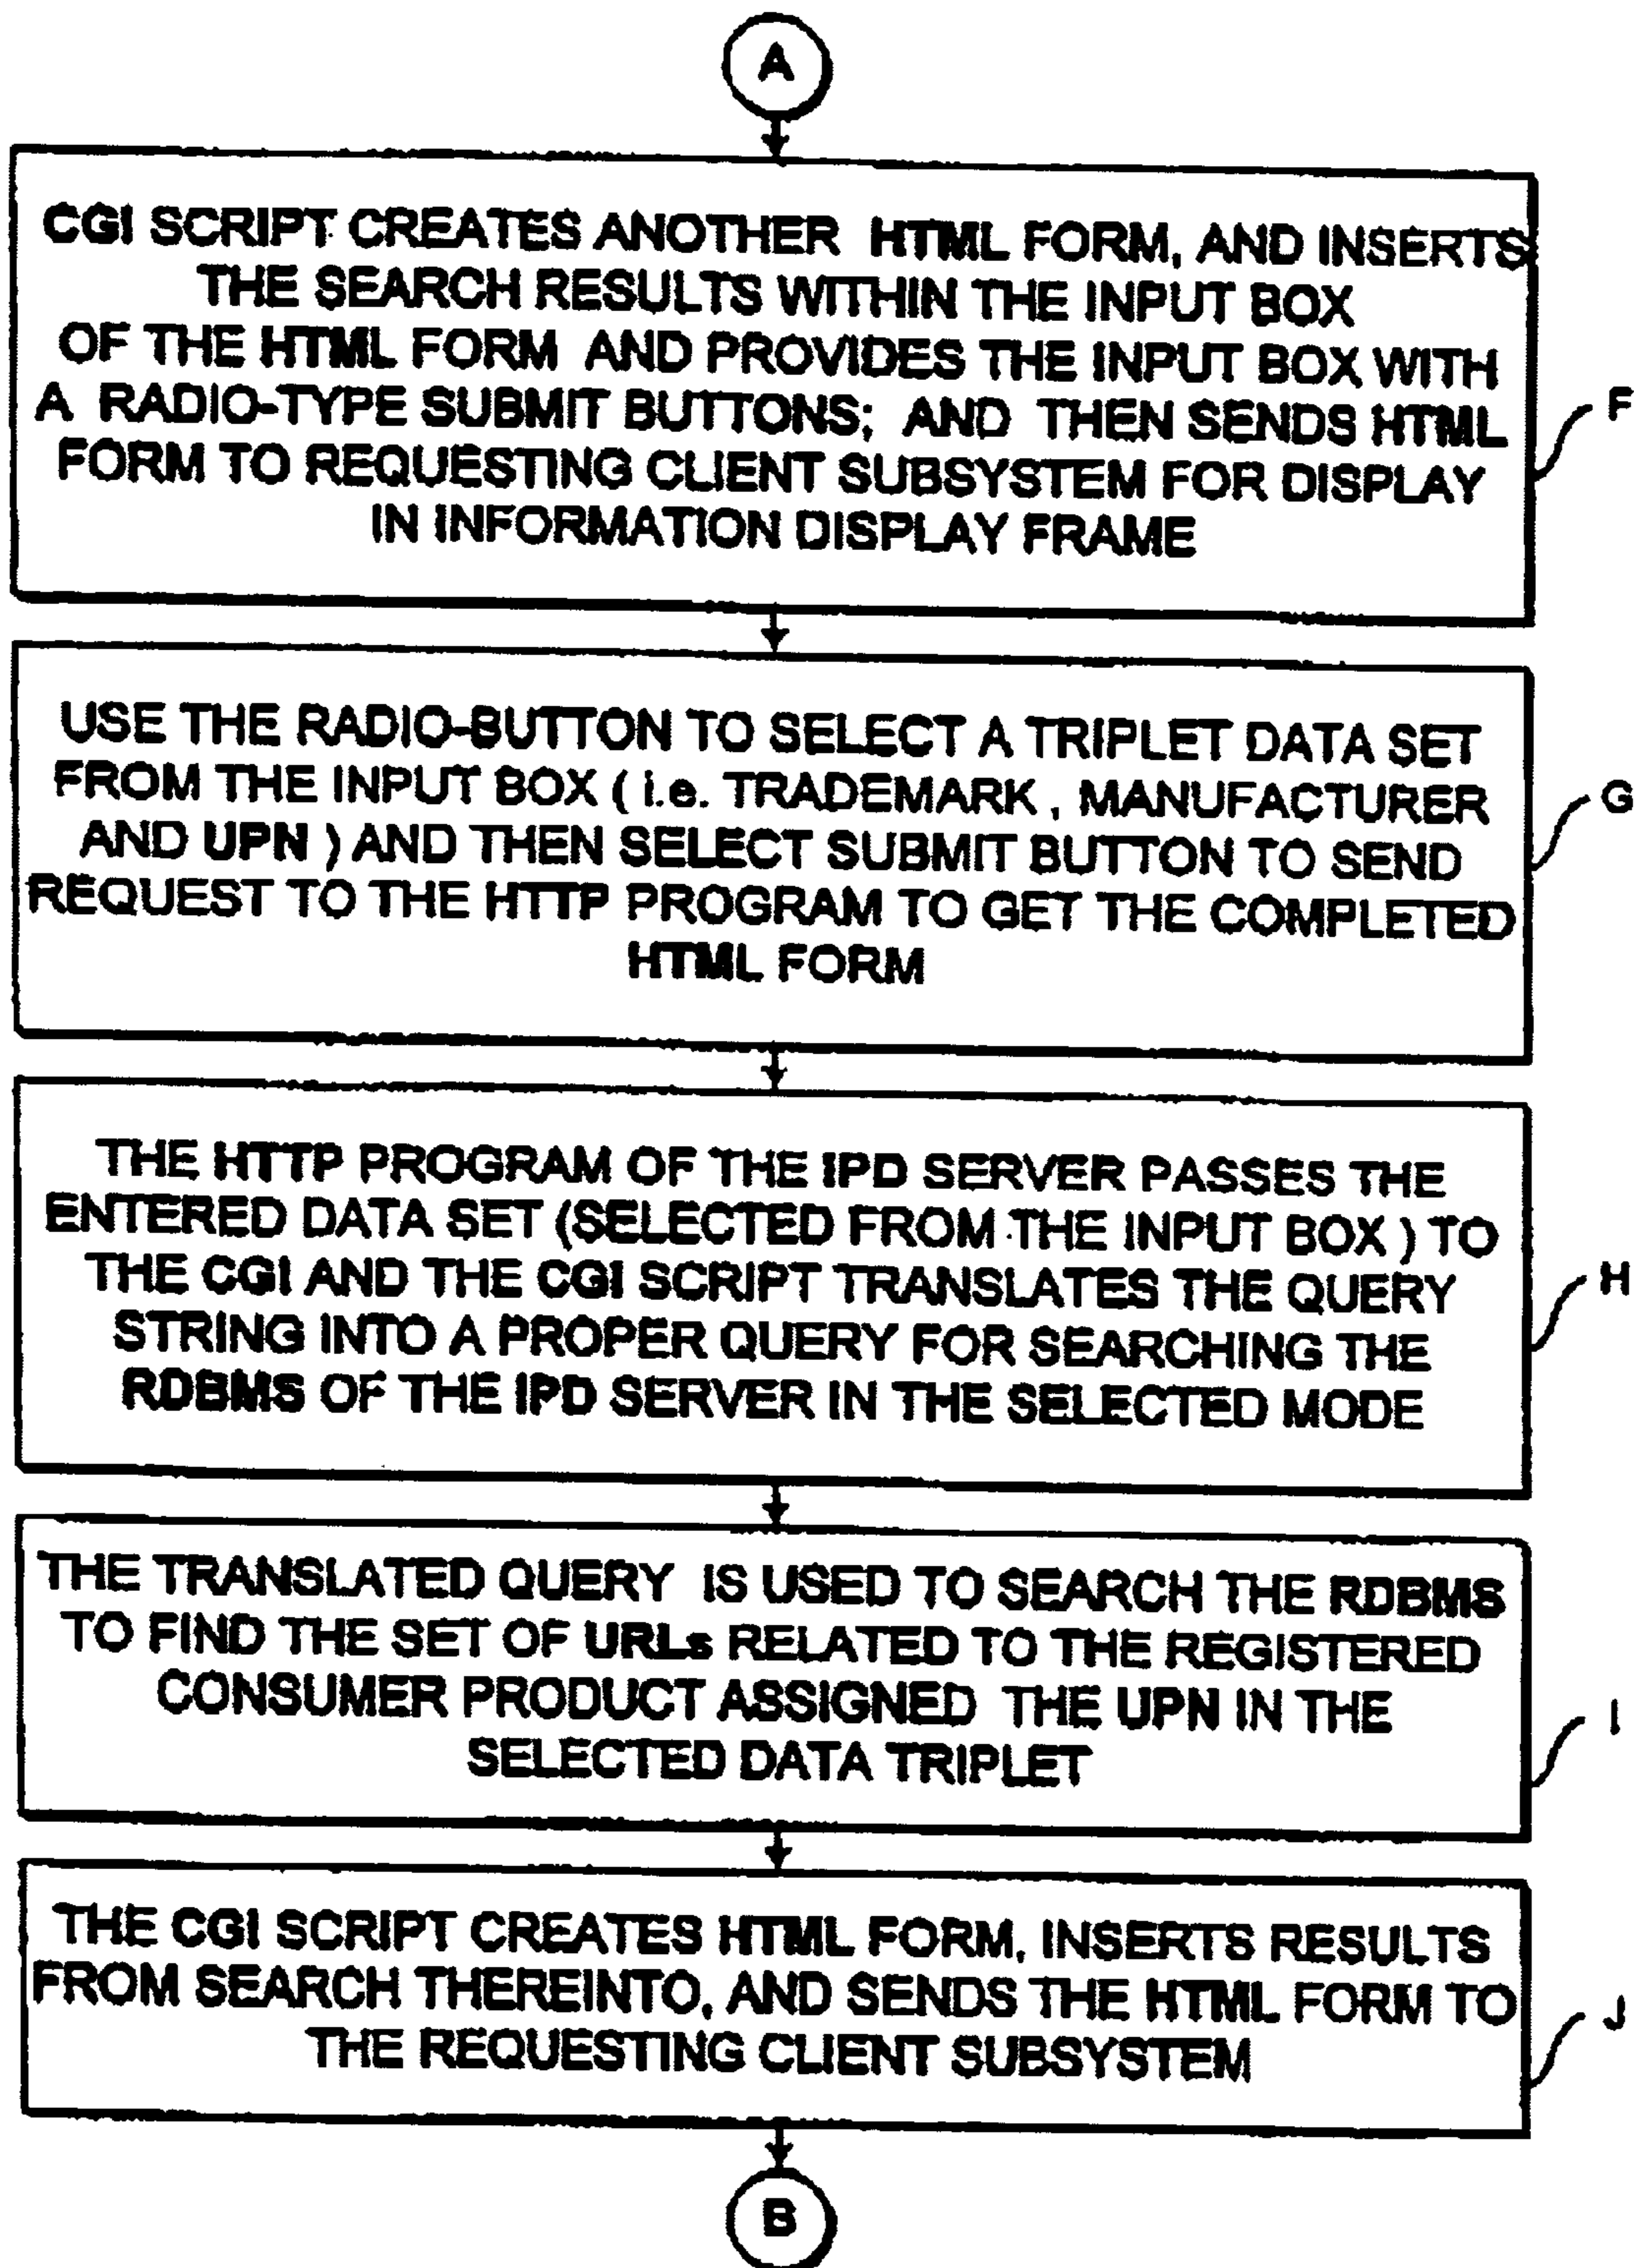 A
CGI SCRIPT CREATES ANOTHER HTML FORM, AND INSERTS
THE SEARCH RESULTS WITHIN THE INPUT BOX
OF THE HTML FORM AND PROVIDES THE INPUT BOX WITH
A RADIO-TYPE SUBMIT BUTTONS; AND THEN SENDS HTML
FORM TO REQUESTING CLIENT SUBSYSTEM FOR DISPLAY
IN INFORMATION DISPLAY FRAME
F
USE THE RADIO-BUTTON TO SELECT A TRIPLET DATA SET
FROM THE INPUT BOX ( i.e. TRADEMARK , MANUFACTURER
AND UPN ) AND THEN SELECT SUBMIT BUTTON TO SEND
REQUEST TO THE HTTP PROGRAM TO GET THE COMPLETED
HTML FORM
G
THE HTTP PROGRAM OF THE IPD SERVER PASSES THE
ENTERED DATA SET (SELECTED FROM THE INPUT BOX ) TO
THE CGI AND THE CGI SCRIPT TRANSLATES THE QUERY
STRING INTO A PROPER QUERY FOR SEARCHING THE
RDBMS OF THE IPD SERVER IN THE SELECTED MODE
H
THE TRANSLATED QUERY IS USED TO SEARCH THE RDBMS
TO FIND THE SET OF URLs RELATED TO THE REGISTERED
CONSUMER PRODUCT ASSIGNED THE UPN IN THE
SELECTED DATA TRIPLET
I
THE CGI SCRIPT CREATES HTML FORM, INSERTS RESULTS
FROM SEARCH THEREINTO, AND SENDS THE HTML FORM TO
THE REQUESTING CLIENT SUBSYSTEM
J
B